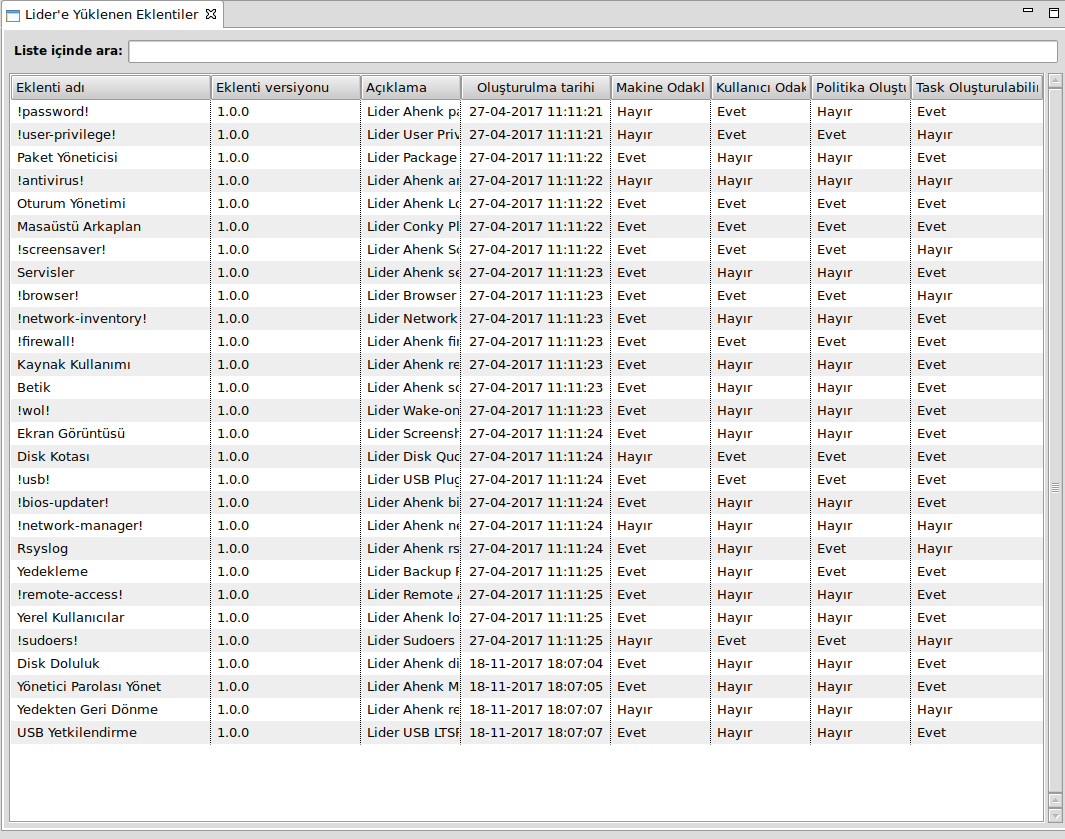 Lider'e Yüklenen Eklentiler
Liste içinde ara:
Eklenti adı Eklenti versiyonu Açıklama Oluşturulma tarihi Makine Odakl Kullanıcı Odak Politika Oluştu Task Oluşturulabilir
!password! 1.0.0 Lider Ahenk pa 27-04-2017 11:11:21 Hayır Evet Hayır Evet
!user-privilege! 1.0.0 Lider User Priv 27-04-2017 11:11:21 Hayır Evet Evet Hayır
Paket Yöneticisi 1.0.0 Lider Package 27-04-2017 11:11:22 Evet Hayır Hayır Evet
!antivirus! 1.0.0 Lider Ahenk an 27-04-2017 11:11:22 Hayır Hayır Hayır Hayır
Oturum Yönetimi 1.0.0 Lider Ahenk Lo 27-04-2017 11:11:22 Evet Evet Evet Evet
Masaüstü Arkaplan 1.0.0 Lider Conky Pl 27-04-2017 11:11:22 Evet Evet Evet Evet
!screensaver! 1.0.0 Lider Ahenk Sc 27-04-2017 11:11:22 Evet Evet Evet Hayır
Servisler 1.0.0 Lider Ahenk se 27-04-2017 11:11:23 Evet Hayır Hayır Evet
!browser! 1.0.0 Lider Browser 27-04-2017 11:11:23 Evet Evet Evet Hayır
!network-inventory! 1.0.0 Lider Network 27-04-2017 11:11:23 Evet Hayır Hayır Evet
!firewall! 1.0.0 Lider Ahenk fi 27-04-2017 11:11:23 Evet Evet Evet Evet
Kaynak Kullanımı 1.0.0 Lider Ahenk re 27-04-2017 11:11:23 Evet Hayır Hayır Evet
Betik 1.0.0 Lider Ahenk sc 27-04-2017 11:11:23 Evet Hayır Hayır Evet
!wol! 1.0.0 Lider Wake-on 27-04-2017 11:11:23 Evet Hayır Hayır Evet
Ekran Görüntüsü 1.0.0 Lider Screensh 27-04-2017 11:11:24 Evet Hayır Hayır Evet
Disk Kotası 1.0.0 Lider Disk Quo 27-04-2017 11:11:24 Hayır Evet Evet Evet
!usb! 1.0.0 Lider USB Plug 27-04-2017 11:11:24 Evet Evet Evet Evet
!bios-updater! 1.0.0 Lider Ahenk bi 27-04-2017 11:11:24 Evet Hayır Hayır Evet
!network-manager! 1.0.0 Lider Ahenk ne 27-04-2017 11:11:24 Hayır Hayır Hayır Hayır
Rsyslog 1.0.0 Lider Ahenk rs 27-04-2017 11:11:24 Evet Hayır Evet Hayır
Yedekleme 1.0.0 Lider Backup P 27-04-2017 11:11:25 Evet Hayır Evet Evet
!remote-access! 1.0.0 Lider Remote 27-04-2017 11:11:25 Evet Hayır Hayır Evet
Yerel Kullanıcılar 1.0.0 Lider Ahenk lo 27-04-2017 11:11:25 Evet Hayır Hayır Evet
!sudoers! 1.0.0 Lider Sudoers 27-04-2017 11:11:25 Hayır Evet Evet Hayır
Disk Doluluk 1.0.0 Lider Ahenk di 18-11-2017 18:07:04 Evet Hayır Hayır Evet
Yönetici Parolası Yönet 1.0.0 Lider Ahenk M 18-11-2017 18:07:05 Evet Hayır Hayır Evet
Yedekten Geri Dönme 1.0.0 Lider Ahenk re 18-11-2017 18:07:07 Hayır Hayır Hayır Hayır
USB Yetkilendirme 1.0.0 Lider USB LTSP 18-11-2017 18:07:07 Evet Hayır Hayır Evet